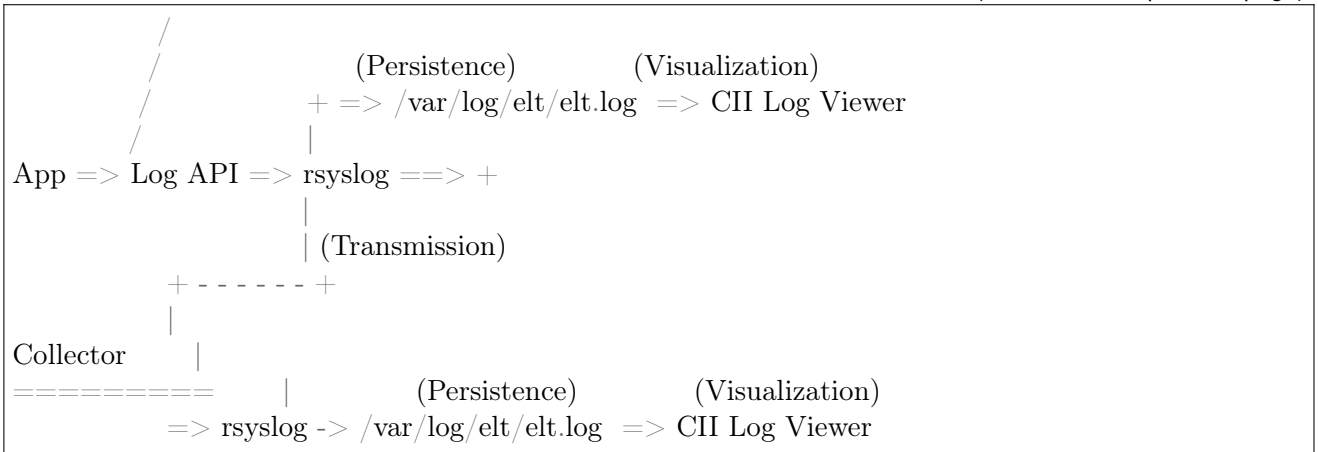 /
/ (Persistence) (Visualization)
/ + => /var/log/elt/elt.log => CII Log Viewer
/ |
App => Log API => rsyslog ==> +
|
| (Transmission)
+ - - - - - - +
|
Collector |
========= | (Persistence) (Visualization)
=> rsyslog -> /var/log/elt/elt.log => CII Log Viewer